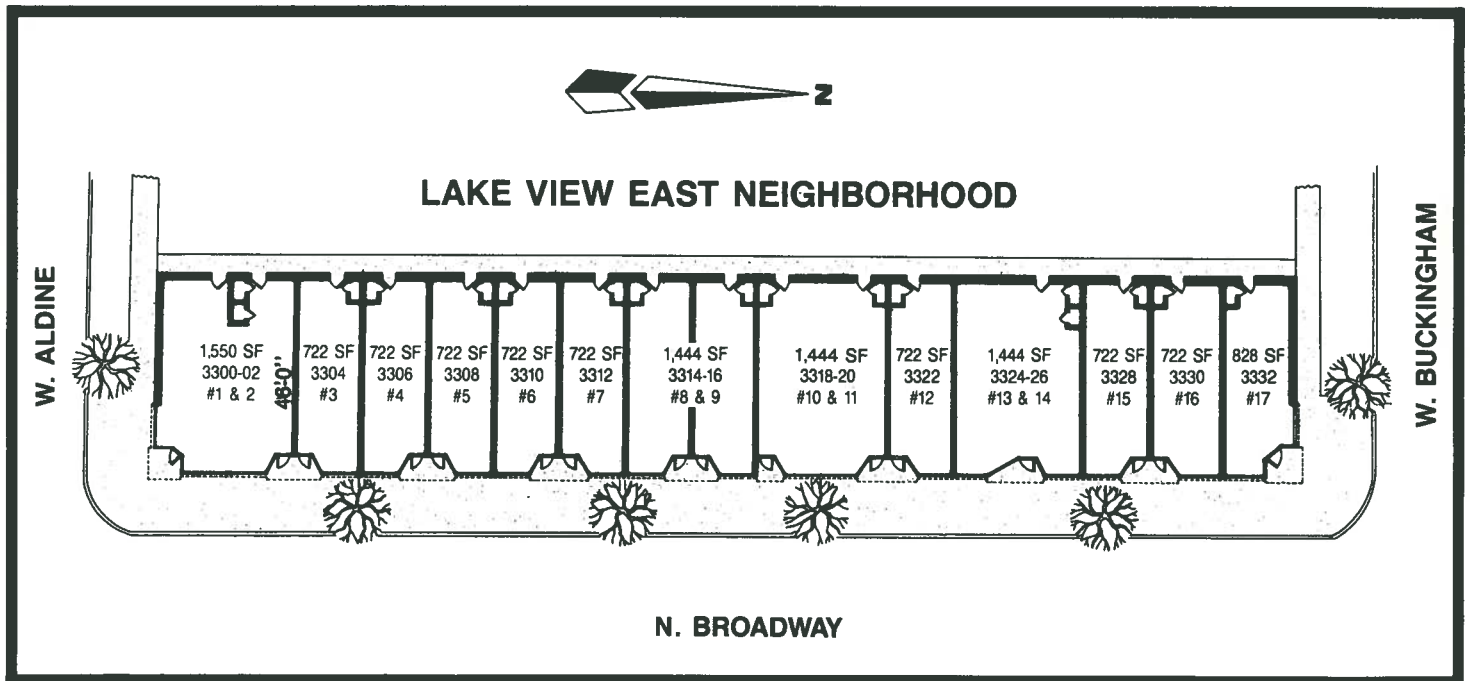 N
LAKE VIEW EAST NEIGHBORHOOD
W. ALDINE
W. BUCKINGHAM
1,550 SF
3300-02
#1 & 2
46'-0"
722 SF
3304
#3
722 SF
3306
#4
722 SF
3308
#5
722 SF
3310
#6
722 SF
3312
#7
1,444 SF
3314-16
#8 & 9
1,444 SF
3318-20
#10 & 11
722 SF
3322
#12
1,444 SF
3324-26
#13 & 14
722 SF
3328
#15
722 SF
3330
#16
828 SF
3332
#17
N. BROADWAY